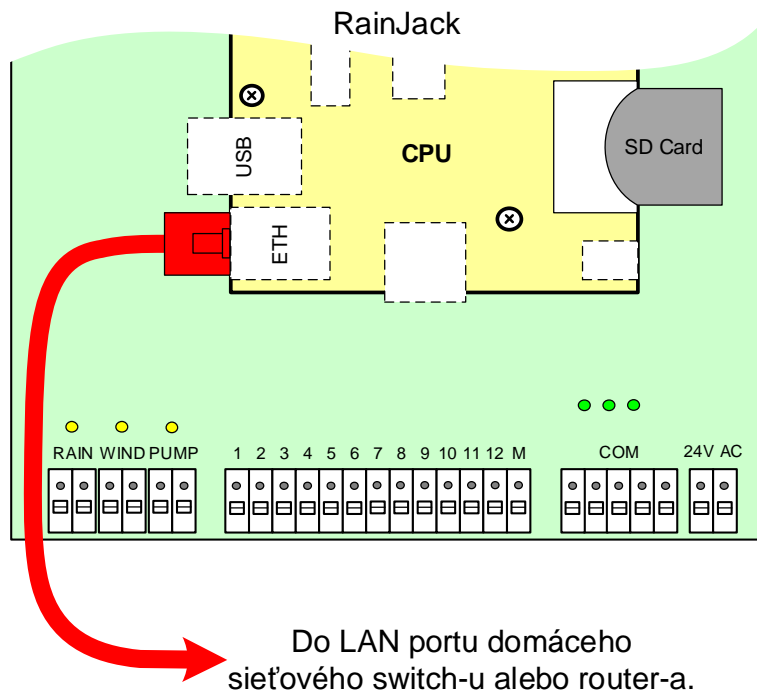 RainJack
USB
CPU
SD Card
ETH
RAIN WIND PUMP 1 2 3 4 5 6 7 8 9 10 11 12 M COM 24V AC
Do LAN portu domáceho
sieťového switch-u alebo router-a.